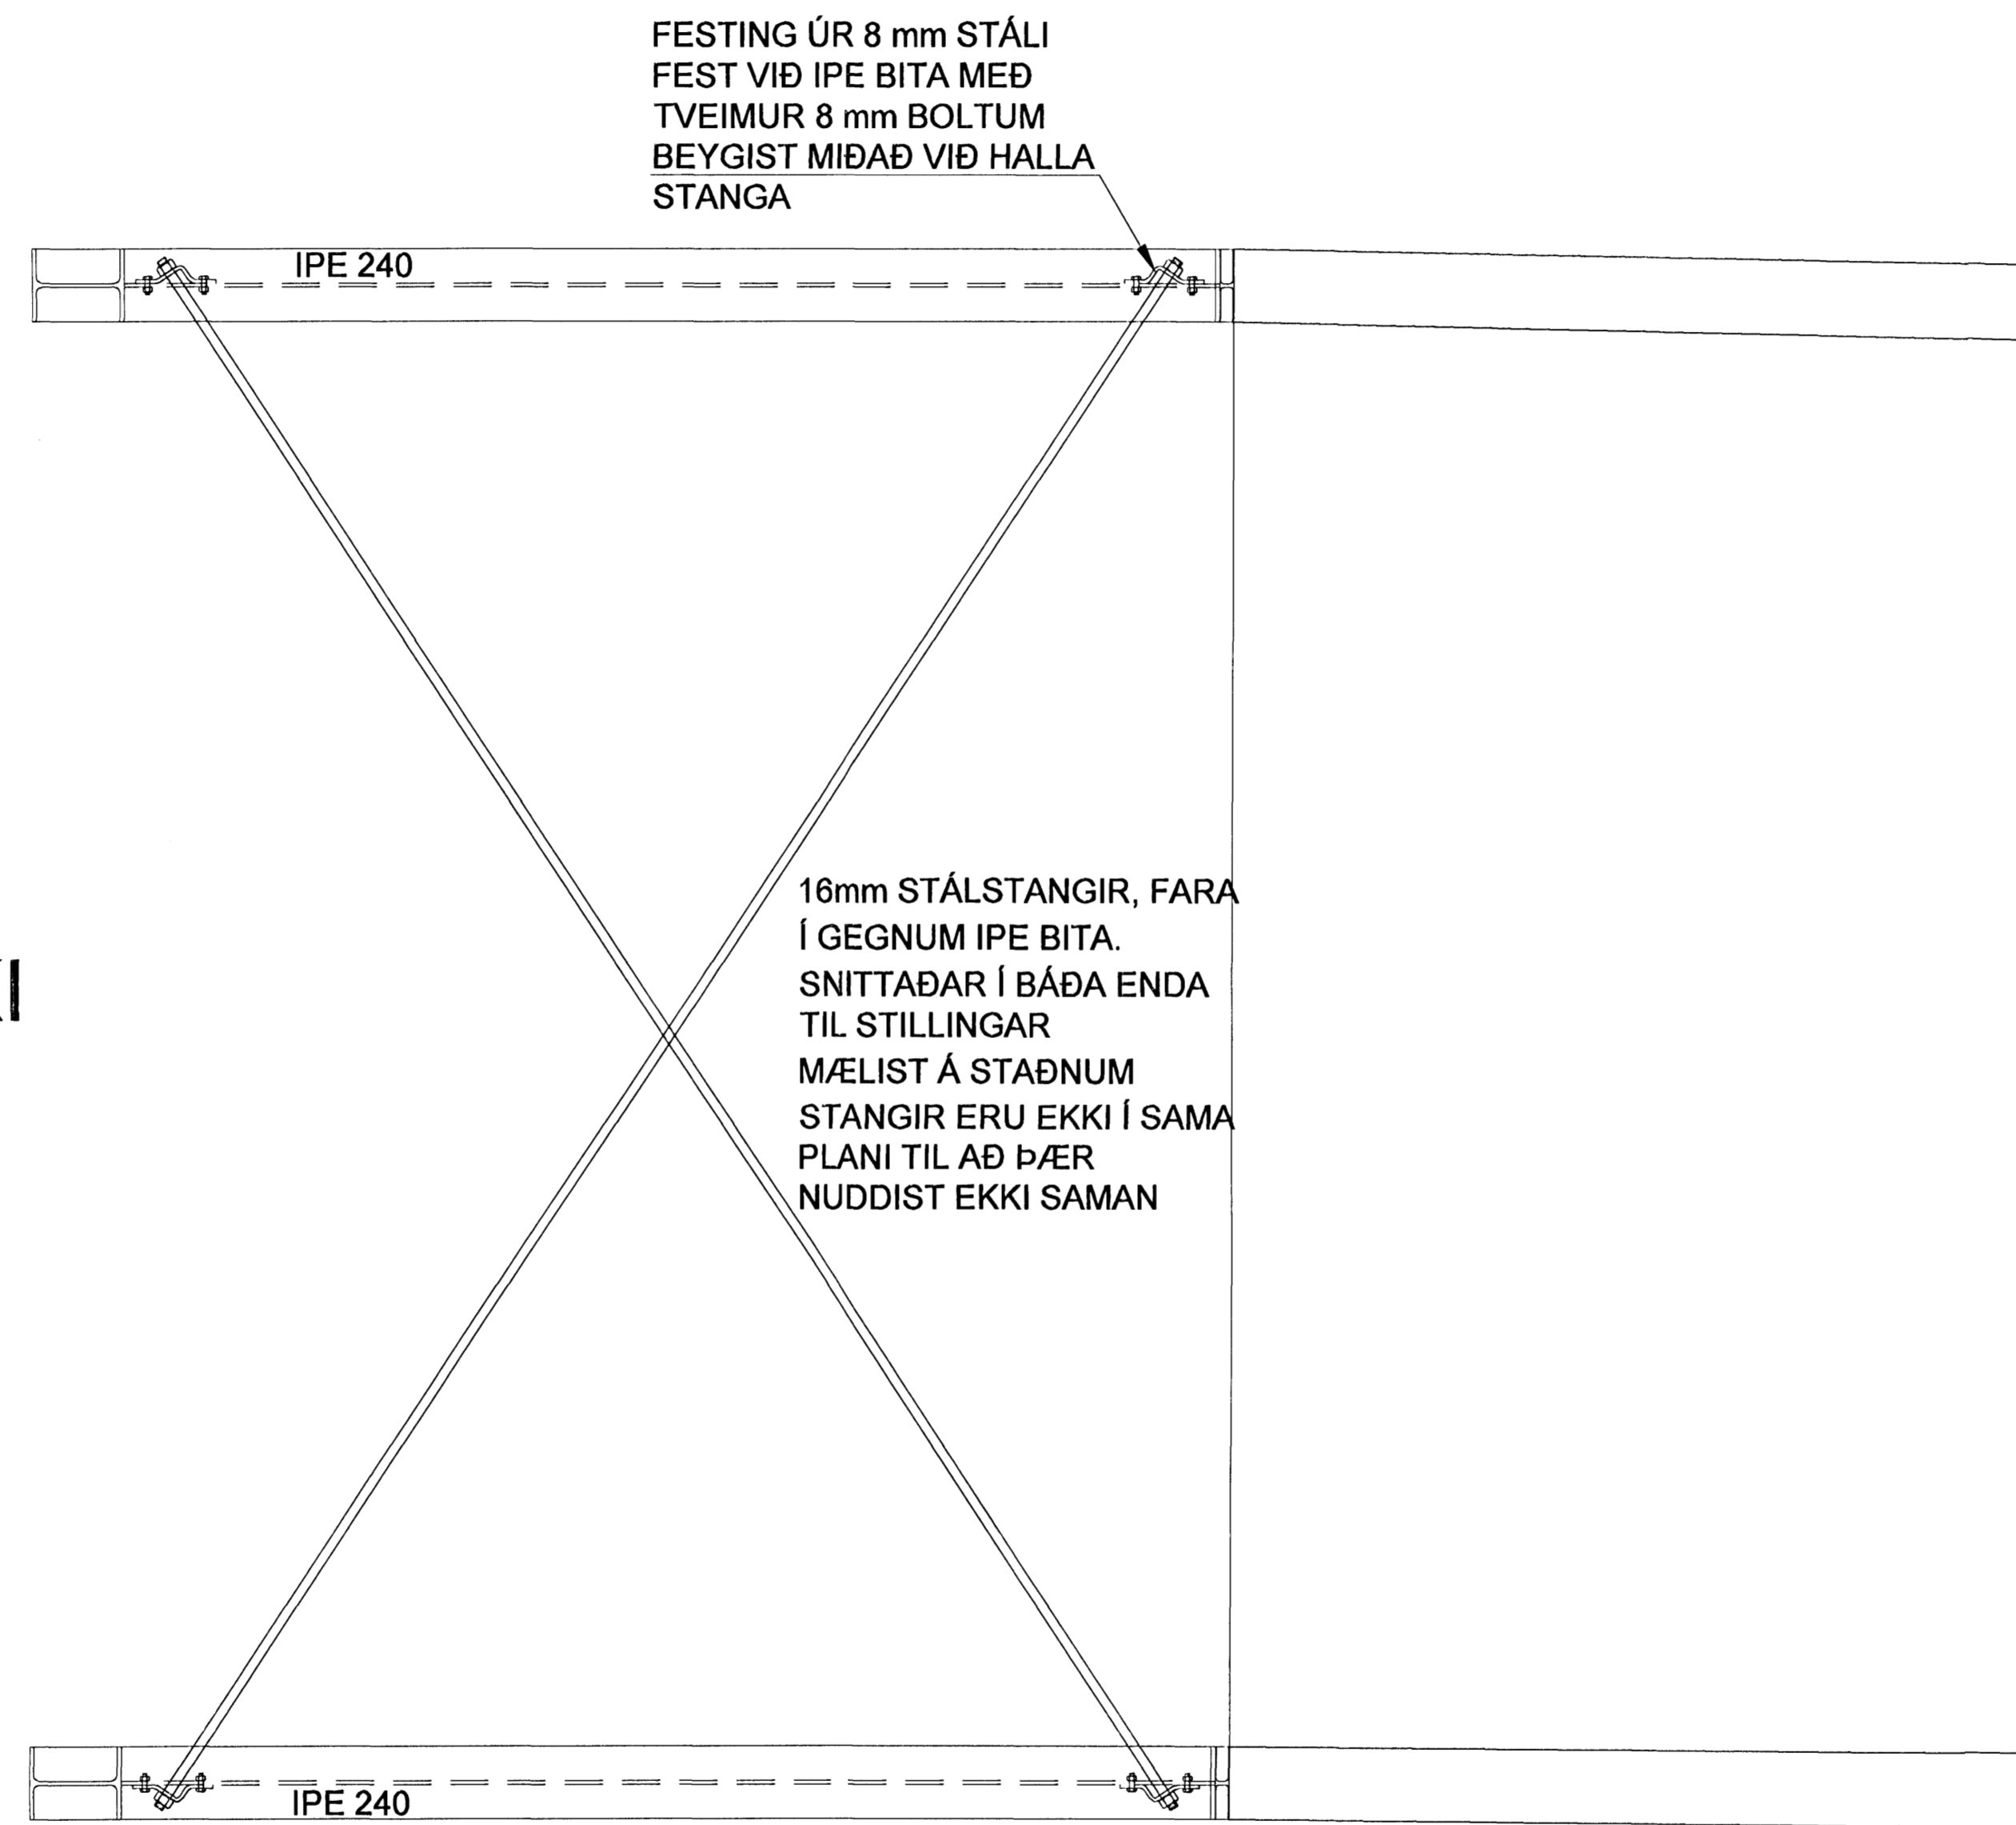 FESTING ÚR 8 mm STÁLI
FEST VIÐ IPE BITA MEÐ
TVEIMUR 8 mm BOLTUM
BEYGIST MIÐAÐ VIÐ HALLA
STANGA
IPE 240
16mm STÁLSTANGIR, FARA
Í GEGNUM IPE BITA.
SNITTAÐAR Í BÁÐA ENDA
TIL STILLINGAR
MÆLIST Á STAÐNUM
STANGIR ERU EKKI Í SAMA
PLANI TIL AÐ ÞÆR
NUDDIST EKKI SAMAN
IPE 240